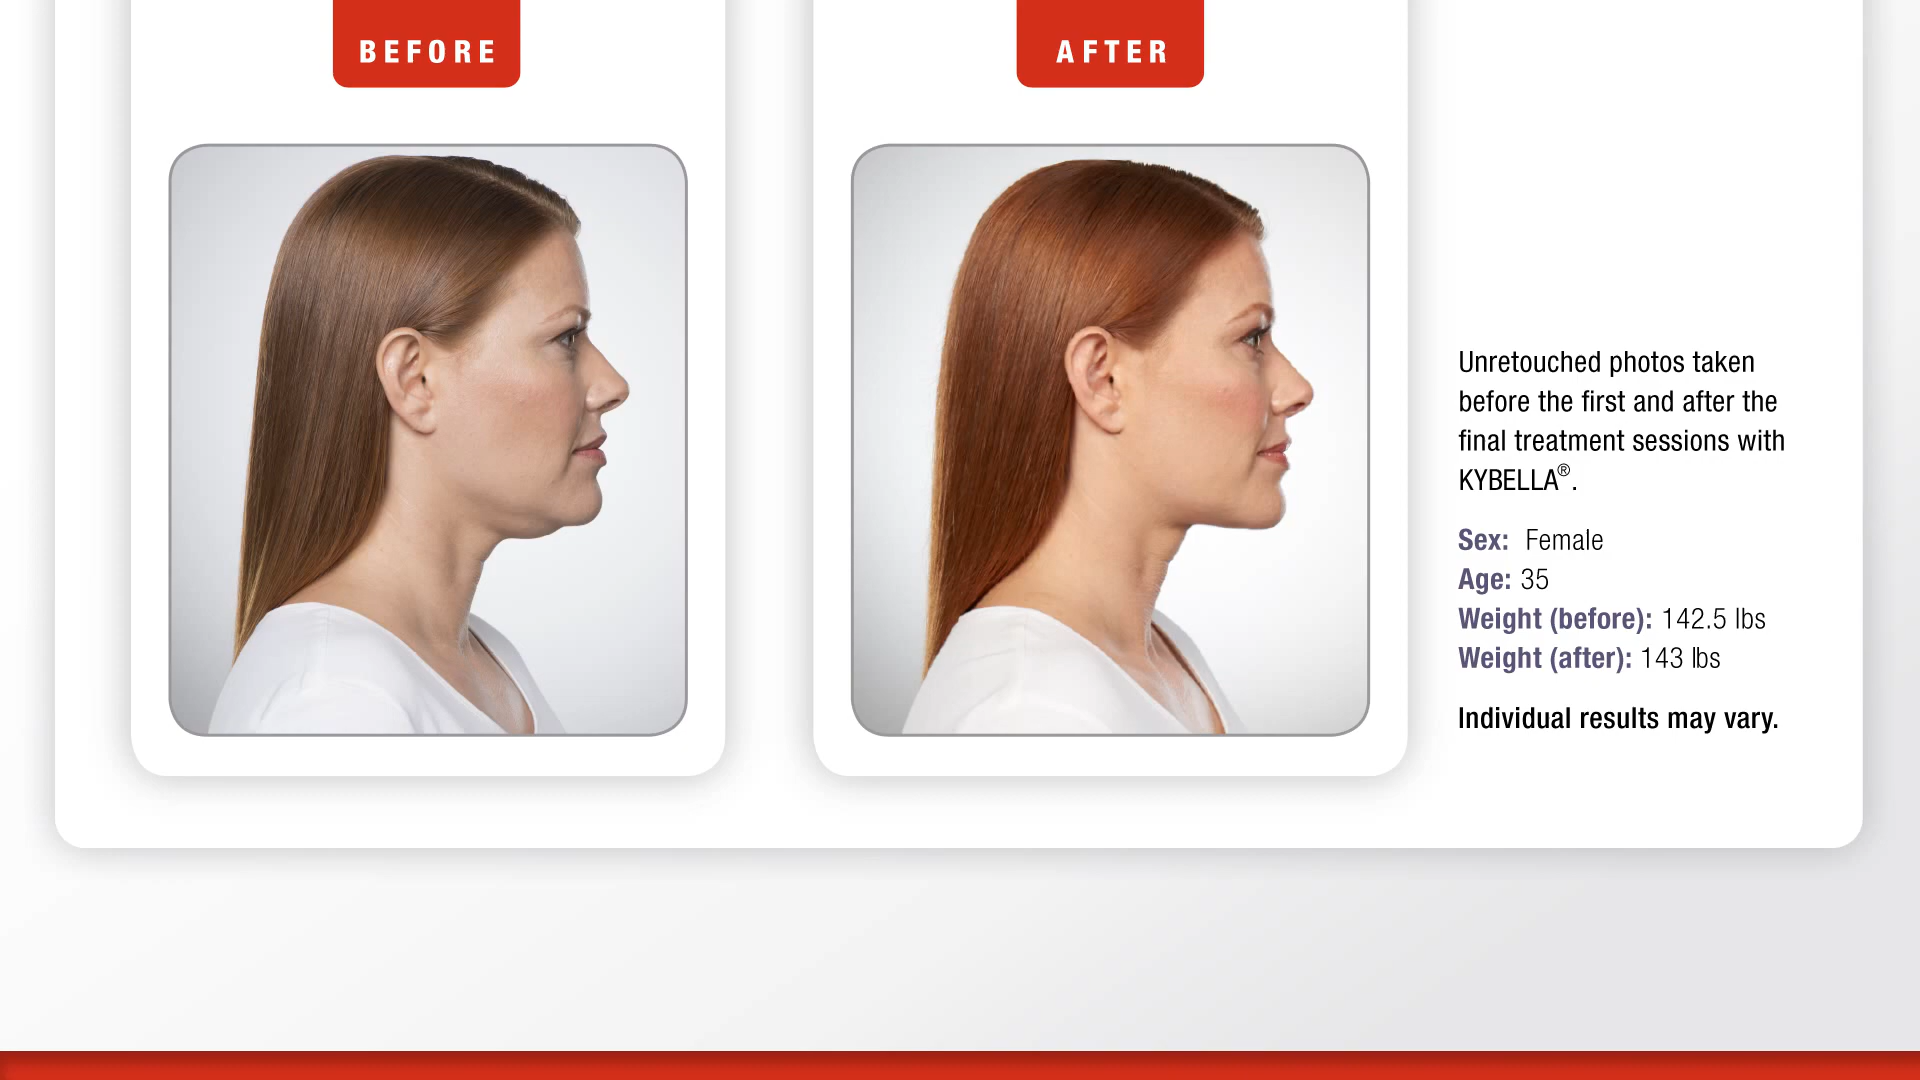 BEFORE
AFTER
Unretouched photos taken
before the first and after the
final treatment sessions with
KYBELLA®.
Sex: Female
Age: 35
Weight (before): 142.5 lbs
Weight (after): 143 lbs
Individual results may vary.